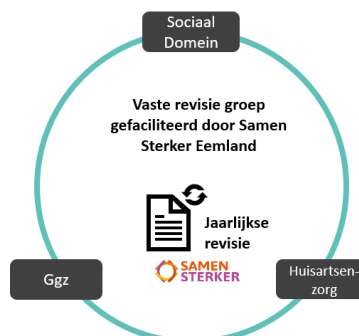 Sociaal
Domein
Vaste revisie groep
gefaciliteerd door Samen
Sterker Eemland
Jaarlijkse
revisie
SAMEN
STERKER
Ggz
Huisartsen-
zorg